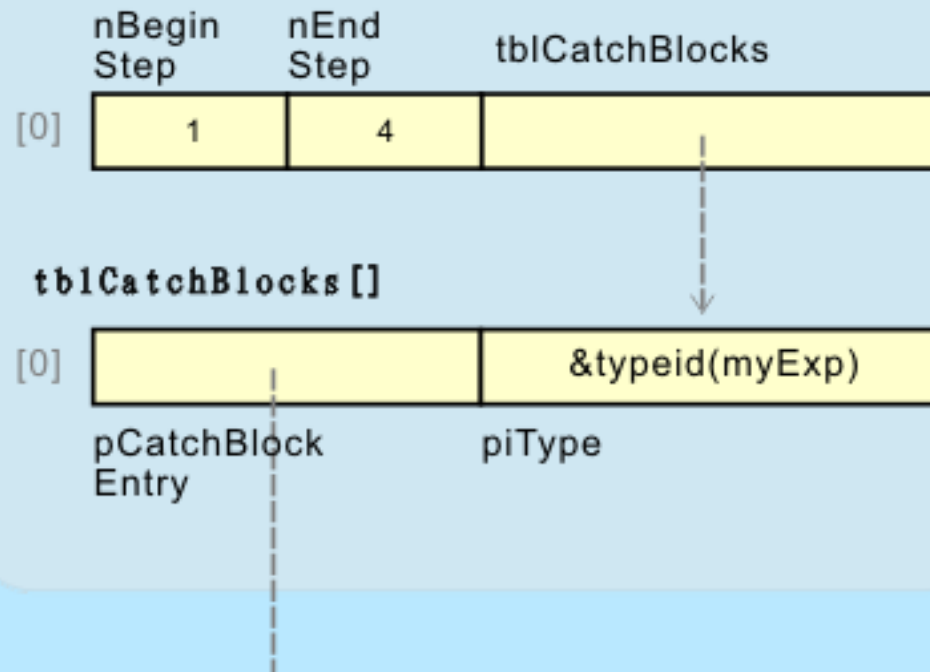 nBegin
Step
nEnd
Step
tblCatchBlocks
[0]
1
4
tblCatchBlocks[]
[0]
&typeid(myExp)
pCatchBlock
Entry
piType